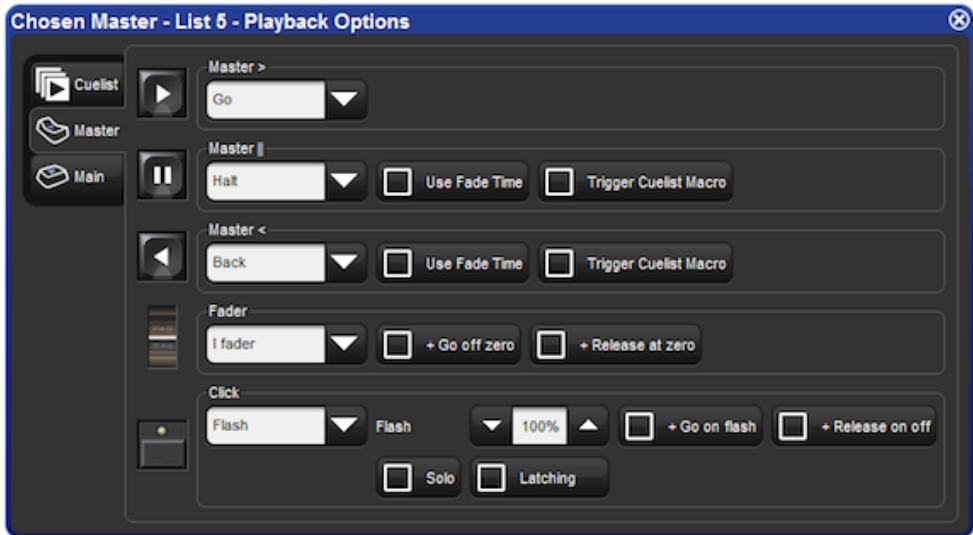 Chosen Master - List 5 - Playback Options
Cuelist
Master
Main
Master >
Go
Master ||
Halt
Use Fade Time
Trigger Cuelist Macro
Master <
Back
Use Fade Time
Trigger Cuelist Macro
Fader
I fader
+ Go off zero
+ Release at zero
Click
Flash
Flash
100%
+ Go on flash
+ Release on off
Solo
Latching